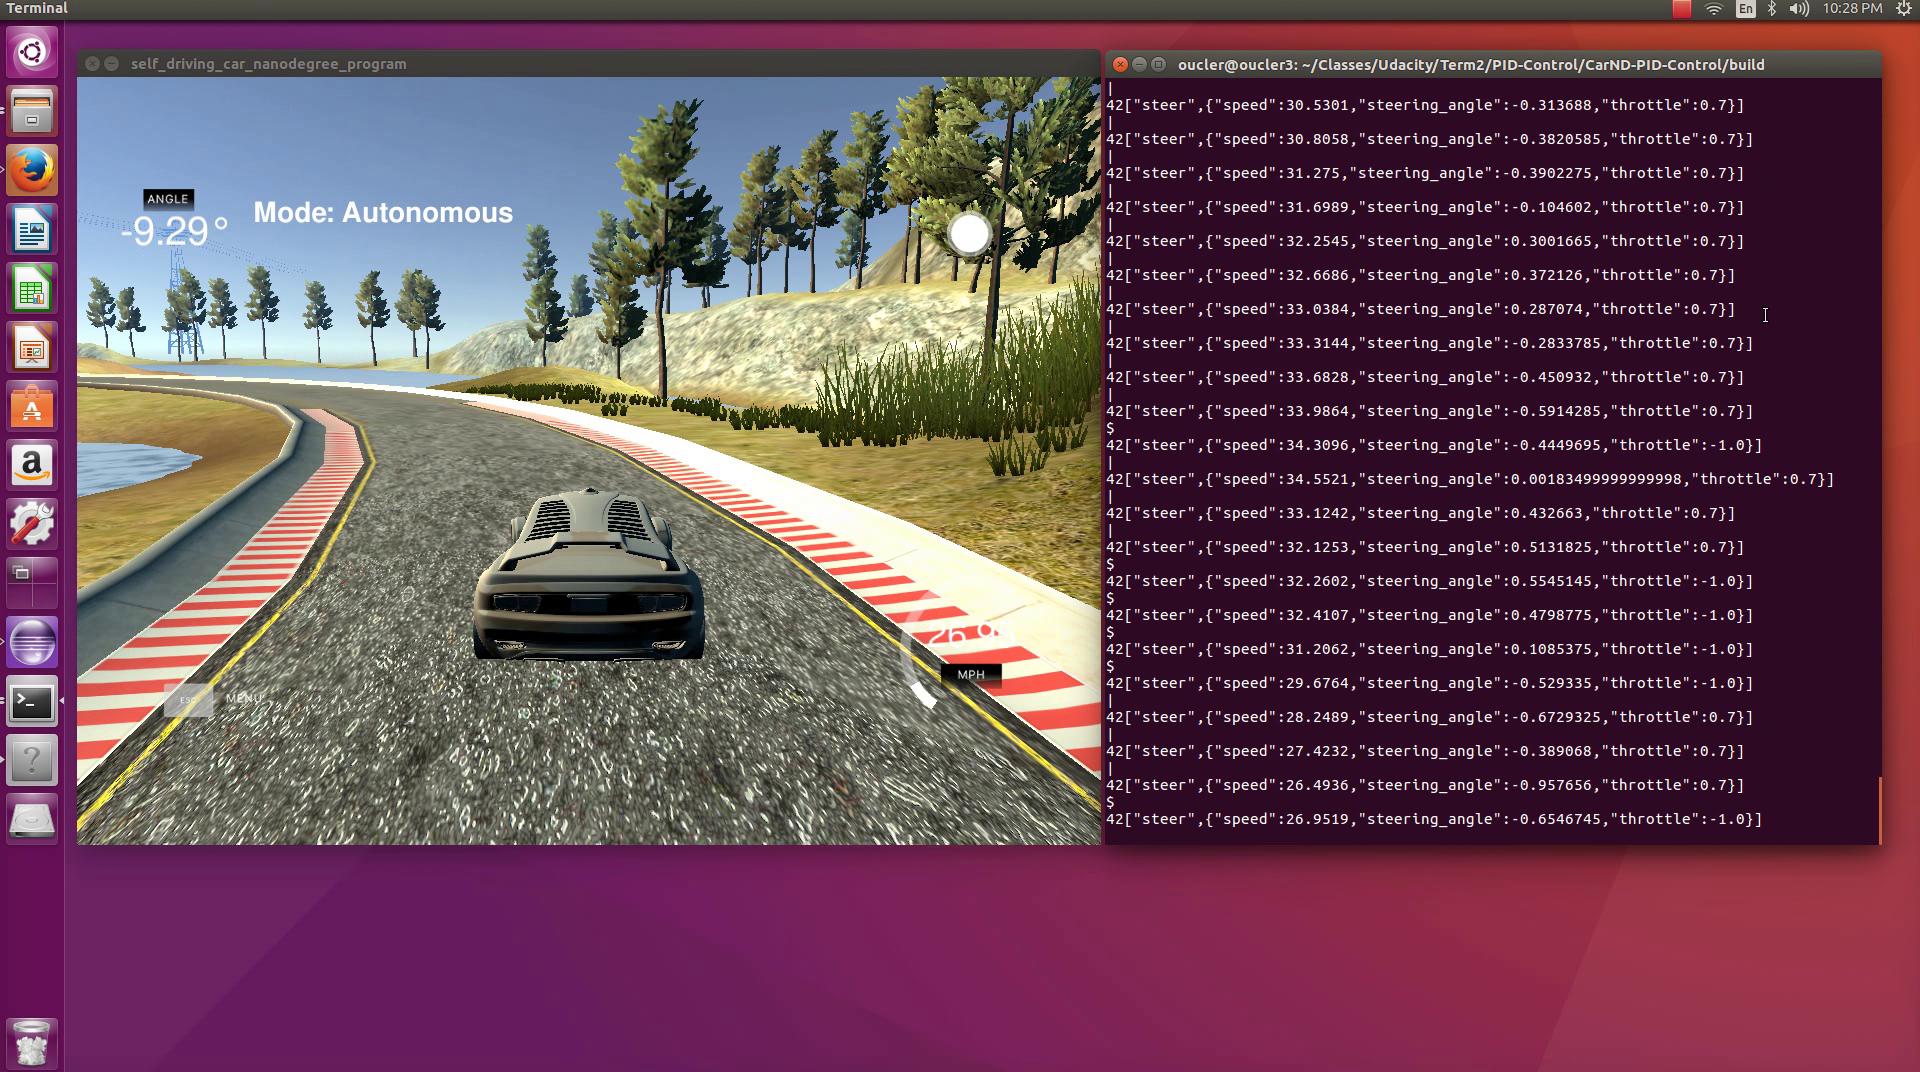 Terminal
En
10:28 PM
self_driving_car_nanodegree_program
ANGLE
-9.29°
Mode: Autonomous
26.95
MPH
ESC
MENU
oucler@oucler3: ~/Classes/Udacity/Term2/PID-Control/CarND-PID-Control/build
|
42["steer",{"speed":30.5301,"steering_angle":-0.313688,"throttle":0.7}]
|
42["steer",{"speed":30.8058,"steering_angle":-0.3820585,"throttle":0.7}]
|
42["steer",{"speed":31.275,"steering_angle":-0.3902275,"throttle":0.7}]
|
42["steer",{"speed":31.6989,"steering_angle":-0.104602,"throttle":0.7}]
|
42["steer",{"speed":32.2545,"steering_angle":0.3001665,"throttle":0.7}]
|
42["steer",{"speed":32.6686,"steering_angle":0.372126,"throttle":0.7}]
|
42["steer",{"speed":33.0384,"steering_angle":0.287074,"throttle":0.7}]
|
42["steer",{"speed":33.3144,"steering_angle":-0.2833785,"throttle":0.7}]
|
42["steer",{"speed":33.6828,"steering_angle":-0.450932,"throttle":0.7}]
|
42["steer",{"speed":33.9864,"steering_angle":-0.5914285,"throttle":0.7}]
$
42["steer",{"speed":34.3096,"steering_angle":-0.4449695,"throttle":-1.0}]
|
42["steer",{"speed":34.5521,"steering_angle":0.00183499999999998,"throttle":0.7}]
|
42["steer",{"speed":33.1242,"steering_angle":0.432663,"throttle":0.7}]
|
42["steer",{"speed":32.1253,"steering_angle":0.5131825,"throttle":0.7}]
$
42["steer",{"speed":32.2602,"steering_angle":0.5545145,"throttle":-1.0}]
$
42["steer",{"speed":32.4107,"steering_angle":0.4798775,"throttle":-1.0}]
$
42["steer",{"speed":31.2062,"steering_angle":0.1085375,"throttle":-1.0}]
$
42["steer",{"speed":29.6764,"steering_angle":-0.529335,"throttle":-1.0}]
|
42["steer",{"speed":28.2489,"steering_angle":-0.6729325,"throttle":0.7}]
|
42["steer",{"speed":27.4232,"steering_angle":-0.389068,"throttle":0.7}]
|
42["steer",{"speed":26.4936,"steering_angle":-0.957656,"throttle":0.7}]
$
42["steer",{"speed":26.9519,"steering_angle":-0.6546745,"throttle":-1.0}]